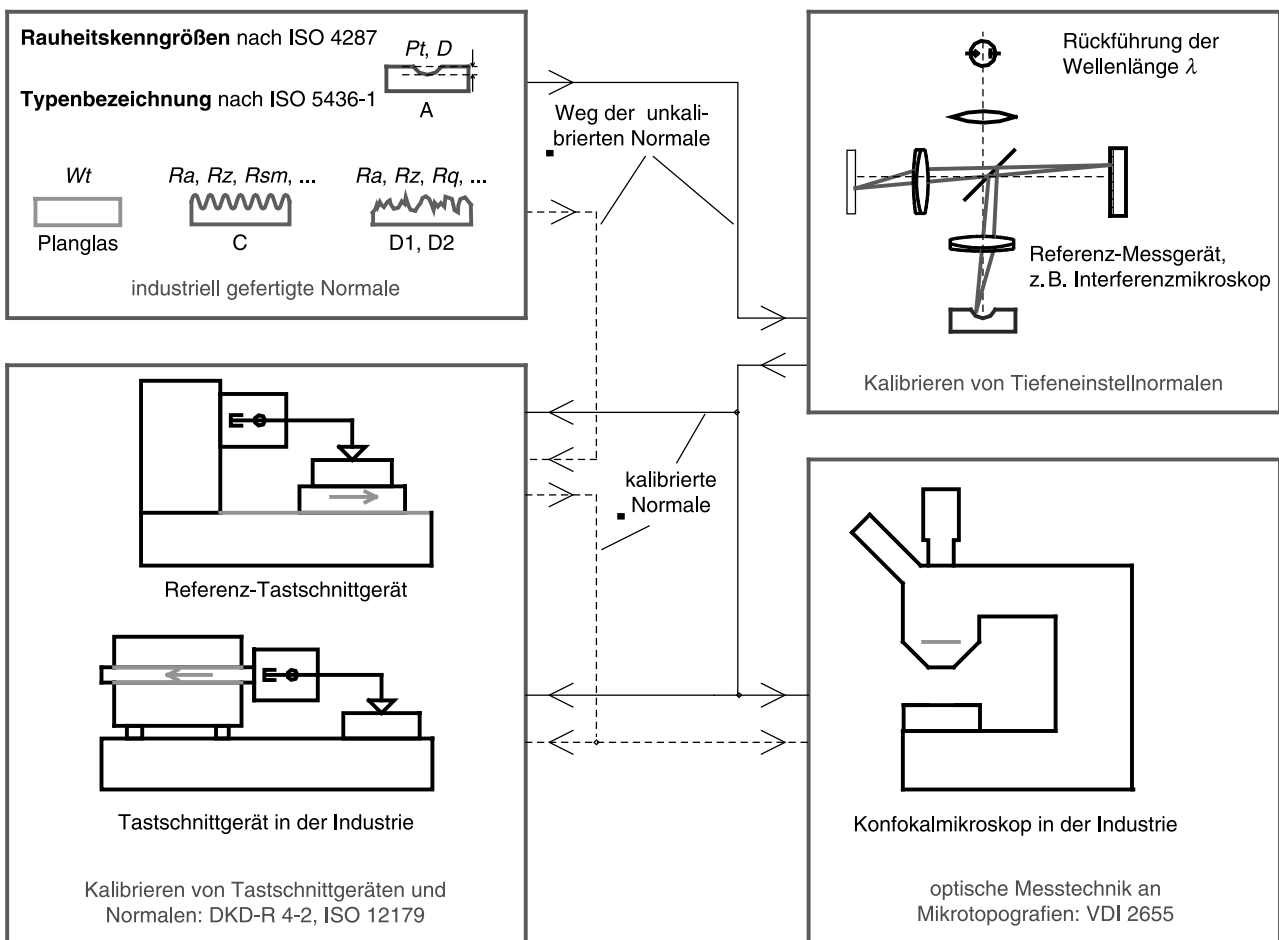 Rauheitskenngrößen nach ISO 4287
Pt, D
Typenbezeichnung nach ISO 5436-1
A
Wt
Ra, Rz, Rsm, ...
Ra, Rz, Rq, ...
Planglas
C
D1, D2
industriell gefertigte Normale
Weg der unkali-
brierten Normale
Rückführung der
Wellenlänge λ
Referenz-Messgerät,
z. B. Interferenzmikroskop
Kalibrieren von Tiefeneinstellnormalen
kalibrierte
Normale
Referenz-Tastschnittgerät
Tastschnittgerät in der Industrie
Kalibrieren von Tastschnittgeräten und
Normalen: DKD-R 4-2, ISO 12179
Konfokalmikroskop in der Industrie
optische Messtechnik an
Mikrotopografien: VDI 2655